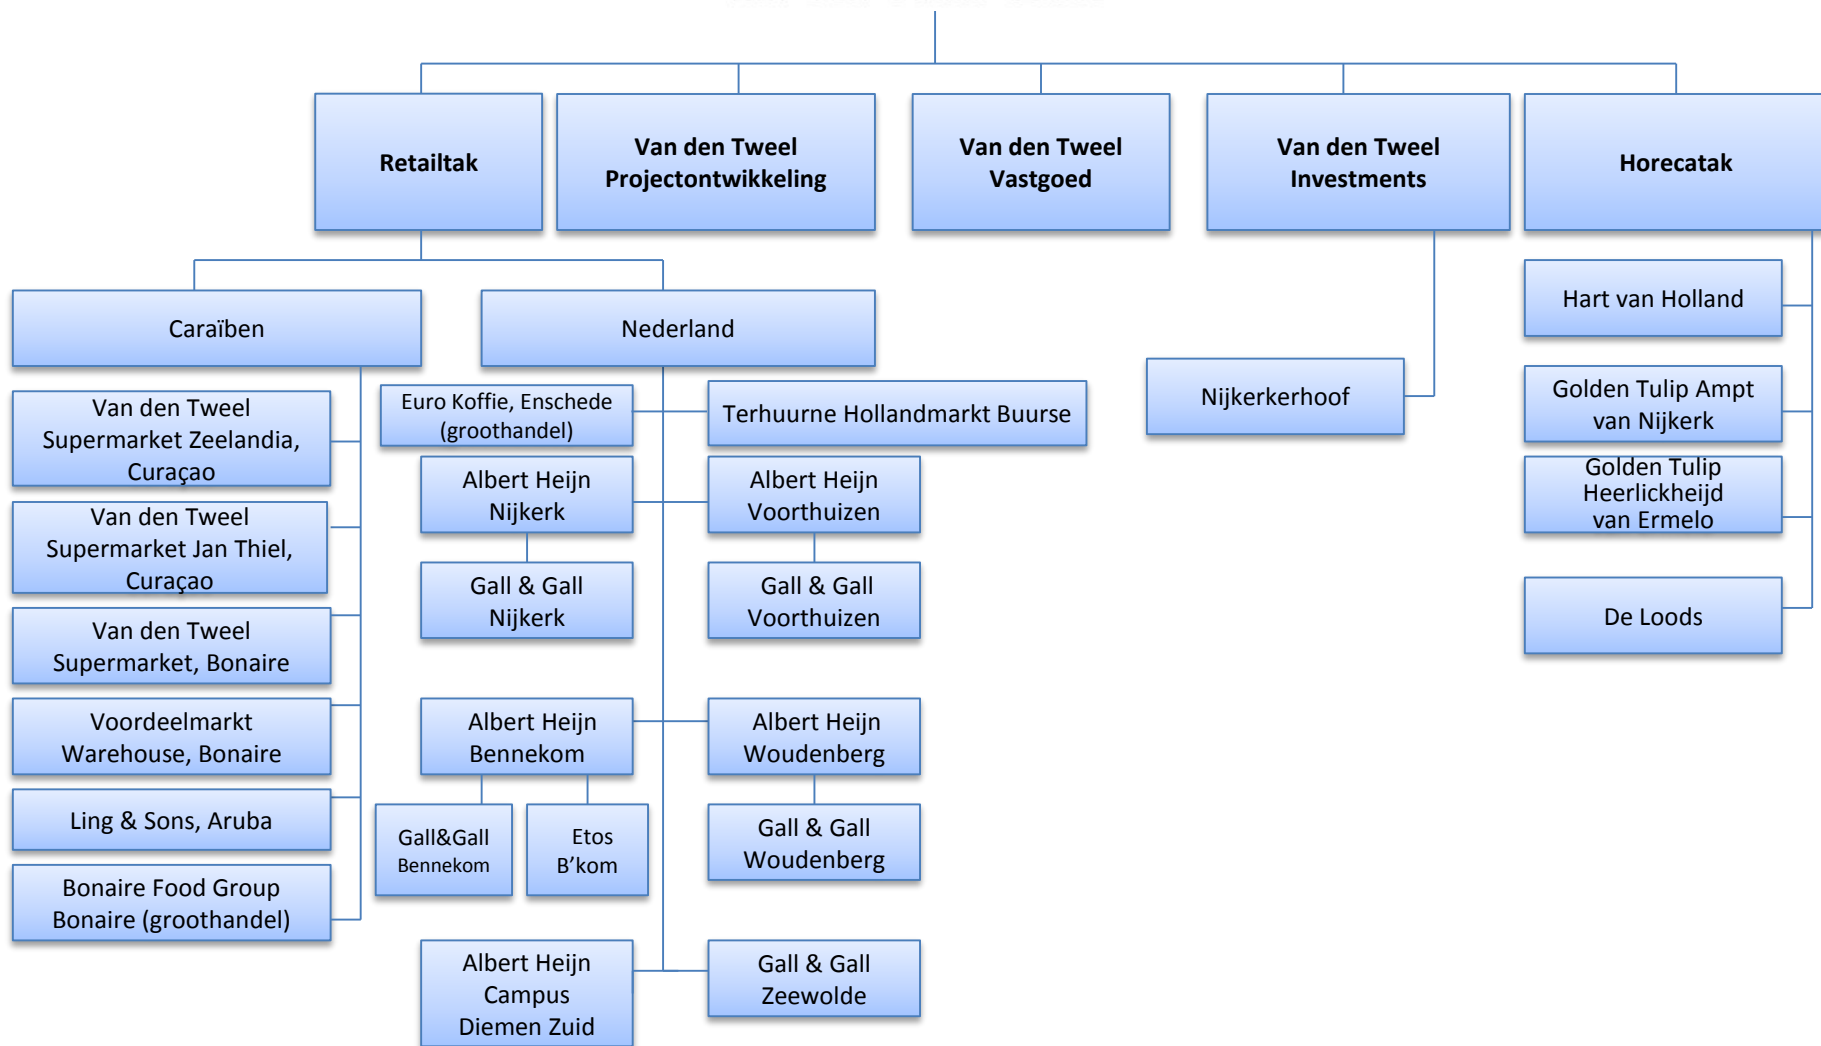 Retailtak
Van den Tweel
Projectontwikkeling
Van den Tweel
Vastgoed
Van den Tweel
Investments
Horecatak
Caraïben
Nederland
Van den Tweel
Supermarket Zeelandia,
Curaçao
Van den Tweel
Supermarket Jan Thiel,
Curaçao
Van den Tweel
Supermarket, Bonaire
Voordeelmarkt
Warehouse, Bonaire
Ling & Sons, Aruba
Bonaire Food Group
Bonaire (groothandel)
Euro Koffie, Enschede
(groothandel)
Terhuurne Hollandmarkt Buurse
Albert Heijn
Nijkerk
Albert Heijn
Voorthuizen
Gall & Gall
Nijkerk
Gall & Gall
Voorthuizen
Albert Heijn
Bennekom
Albert Heijn
Woudenberg
Gall&Gall
Bennekom
Etos
B’kom
Gall & Gall
Woudenberg
Albert Heijn
Campus
Diemen Zuid
Gall & Gall
Zeewolde
Nijkerkerhoof
Hart van Holland
Golden Tulip Ampt
van Nijkerk
Golden Tulip
Heerlickheijd
van Ermelo
De Loods